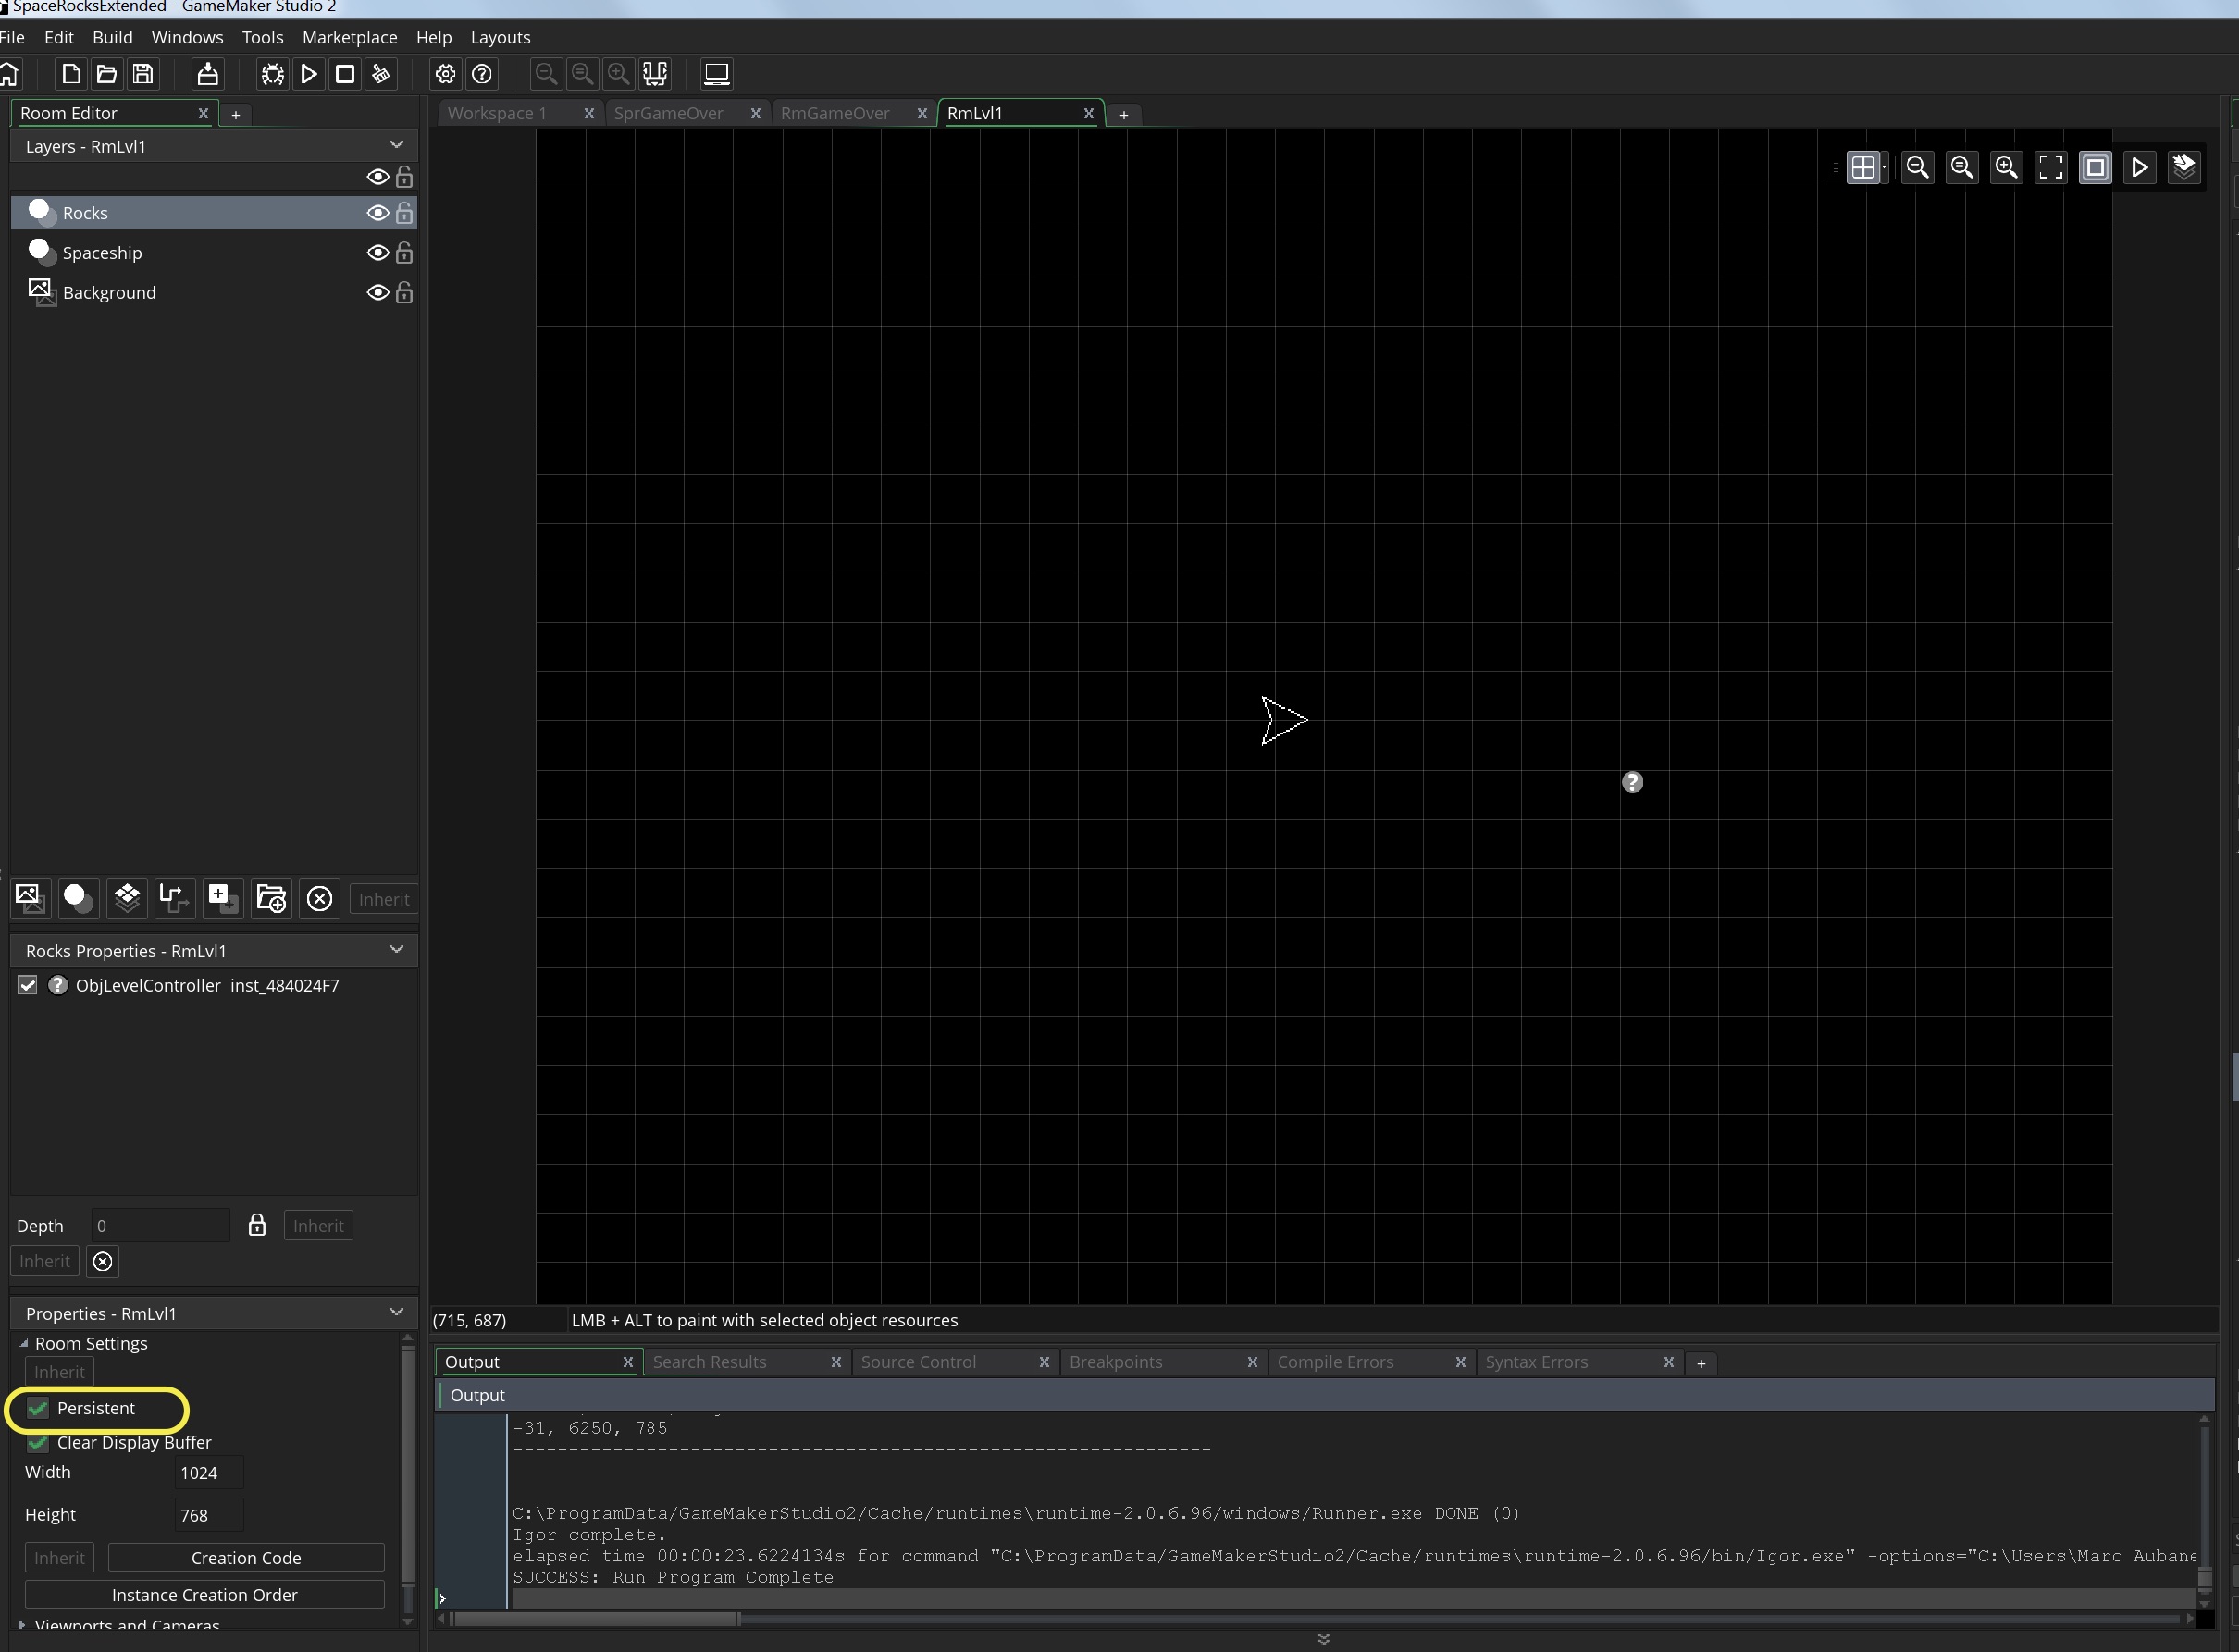 SpaceRocksExtended - GameMaker Studio 2
File Edit Build Windows Tools Marketplace Help Layouts
Room Editor X +
Workspace 1 X SprGameOver X RmGameOver X RmLvl1 X +
Layers - RmLvl1
Rocks
Spaceship
Background
?
Inherit
Rocks Properties - RmLvl1
? ObjLevelController inst_484024F7
Depth 0 Inherit
Inherit
Properties - RmLvl1
Room Settings
Inherit
Persistent
Clear Display Buffer
Width 1024
Height 768
Inherit Creation Code
Instance Creation Order
Viewports and Cameras
(715, 687) LMB + ALT to paint with selected object resources
Output X Search Results X Source Control X Breakpoints X Compile Errors X Syntax Errors X +
Output
-31, 6250, 785
---------------------------------------------------------------
C:\ProgramData/GameMakerStudio2/Cache/runtimes\runtime-2.0.6.96/windows/Runner.exe DONE (0)
Igor complete.
elapsed time 00:00:23.6224134s for command "C:\ProgramData/GameMakerStudio2/Cache/runtimes\runtime-2.0.6.96/bin/Igor.exe" -options="C:\Users\Marc Aubane
SUCCESS: Run Program Complete